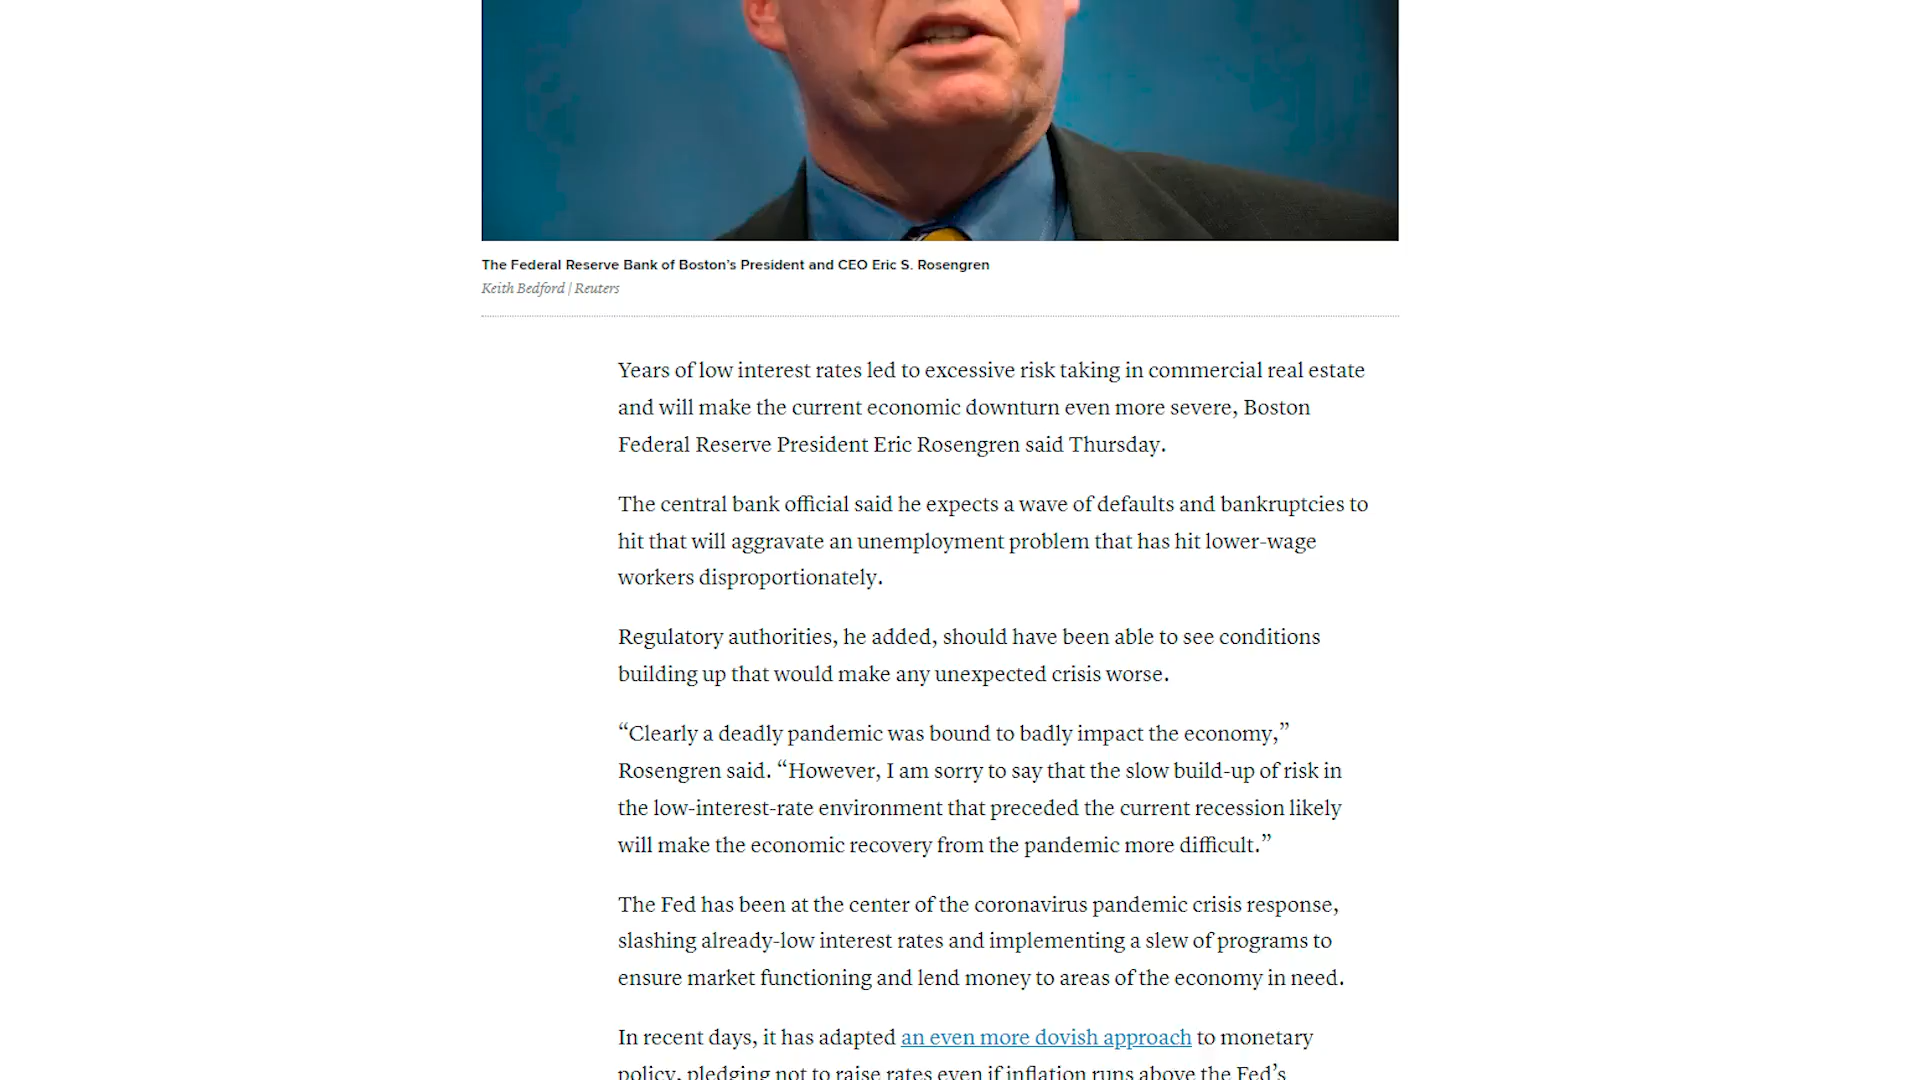 The Federal Reserve Bank of Boston’s President and CEO Eric S. Rosengren
Keith Bedford | Reuters
Years of low interest rates led to excessive risk taking in commercial real estate
and will make the current economic downturn even more severe, Boston
Federal Reserve President Eric Rosengren said Thursday.
The central bank official said he expects a wave of defaults and bankruptcies to
hit that will aggravate an unemployment problem that has hit lower-wage
workers disproportionately.
Regulatory authorities, he added, should have been able to see conditions
building up that would make any unexpected crisis worse.
“Clearly a deadly pandemic was bound to badly impact the economy,”
Rosengren said. “However, I am sorry to say that the slow build-up of risk in
the low-interest-rate environment that preceded the current recession likely
will make the economic recovery from the pandemic more difficult.”
The Fed has been at the center of the coronavirus pandemic crisis response,
slashing already-low interest rates and implementing a slew of programs to
ensure market functioning and lend money to areas of the economy in need.
In recent days, it has adapted an even more dovish approach to monetary
policy, pledging not to raise rates even if inflation runs above the Fed’s